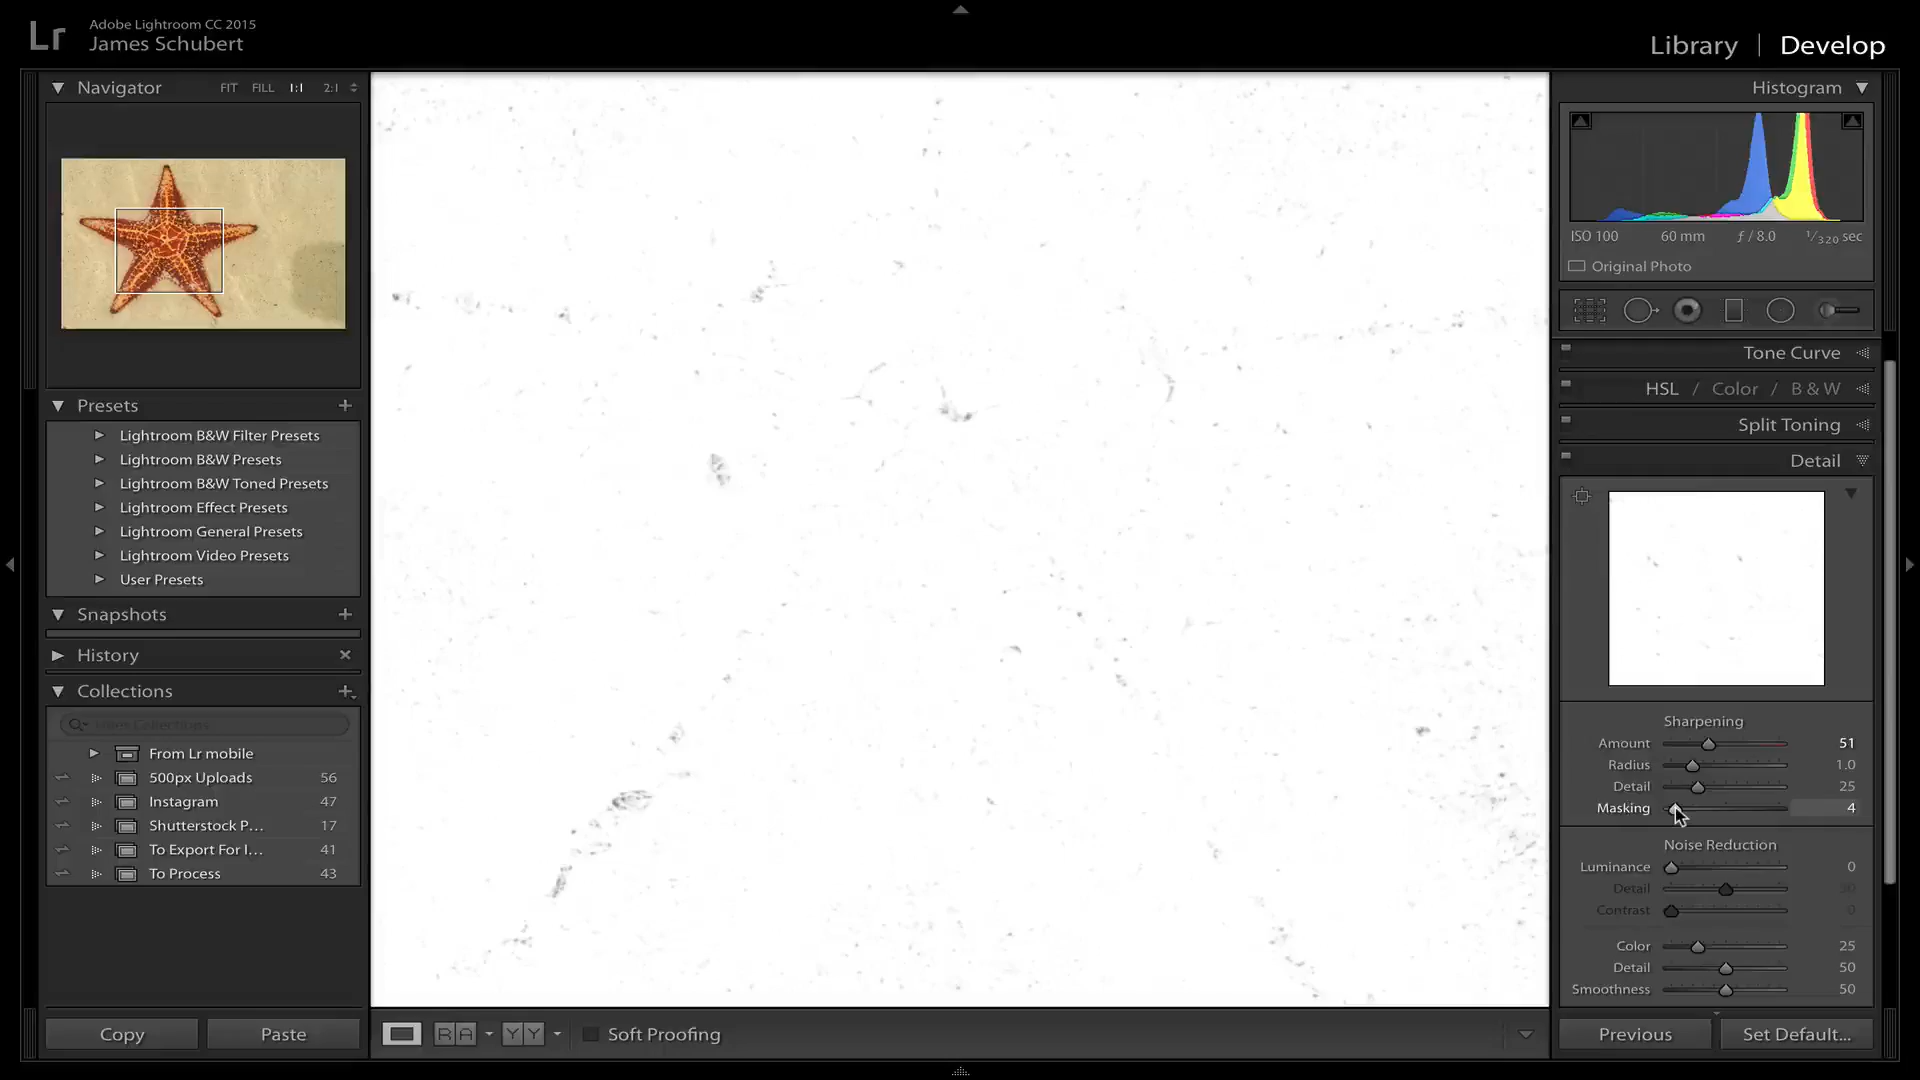 Lr
Adobe Lightroom CC 2015
James Schubert
Library | Develop
Navigator FIT FILL 1:1 2:1
Presets +
Lightroom B&W Filter Presets
Lightroom B&W Presets
Lightroom B&W Toned Presets
Lightroom Effect Presets
Lightroom General Presets
Lightroom Video Presets
User Presets
Snapshots +
History ×
Collections +
From Lr mobile
500px Uploads 56
Instagram 47
Shutterstock P... 17
To Export For I... 41
To Process 43
Copy Paste
R A Y Y Soft Proofing
Histogram
ISO 100 60 mm ƒ / 8.0 1/320 sec
Original Photo
Tone Curve
HSL / Color / B & W
Split Toning
Detail
Sharpening
Amount 51
Radius 1.0
Detail 25
Masking 4
Noise Reduction
Luminance 0
Detail 50
Contrast 0
Color 25
Detail 50
Smoothness 50
Previous Set Default...